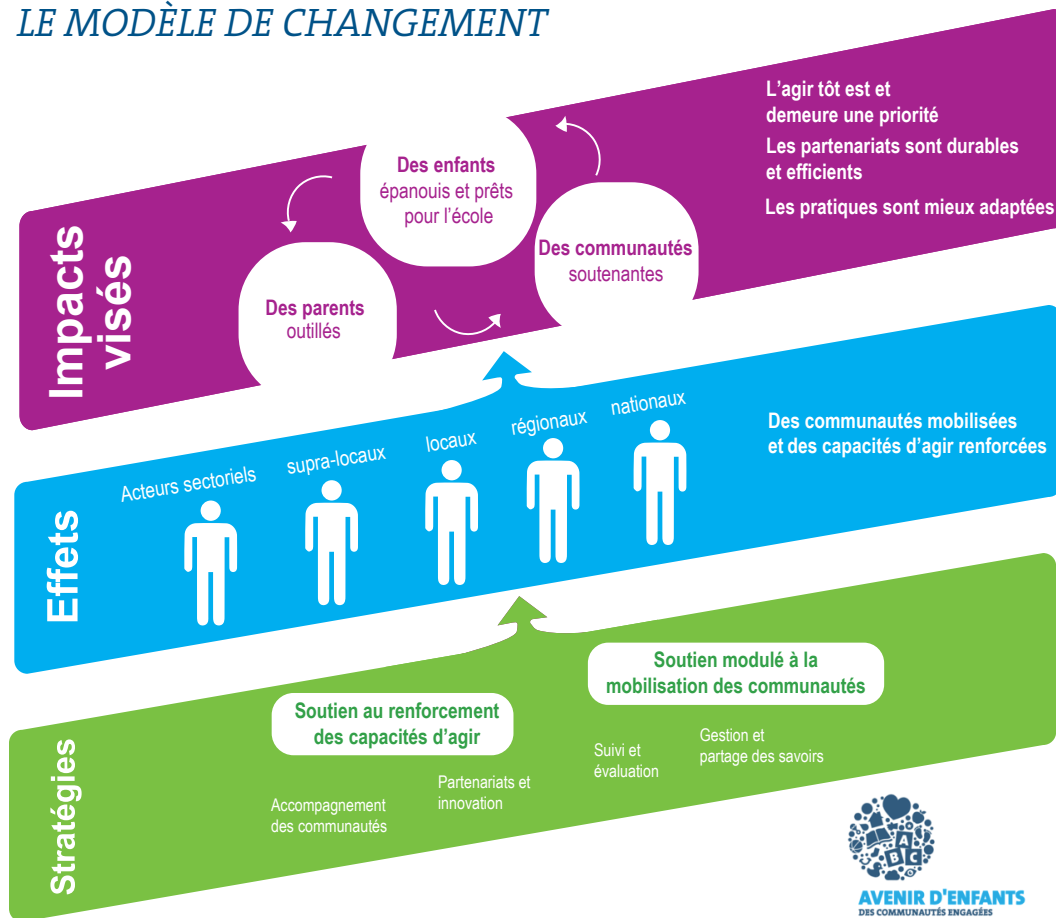 LE MODÈLE DE CHANGEMENT
Impacts
visés
Des enfants
épanouis et prêts
pour l'école
Des parents
outillés
Des communautés
soutenantes
L'agir tôt est et
demeure une priorité
Les partenariats sont durables
et efficients
Les pratiques sont mieux adaptées
Effets
Acteurs sectoriels
supra-locaux
locaux
régionaux
nationaux
Des communautés mobilisées
et des capacités d'agir renforcées
Stratégies
Soutien au renforcement
des capacités d'agir
Soutien modulé à la
mobilisation des communautés
Accompagnement
des communautés
Partenariats et
innovation
Suivi et
évaluation
Gestion et
partage des savoirs
A
B C
AVENIR D'ENFANTS
DES COMMUNAUTÉS ENGAGÉES